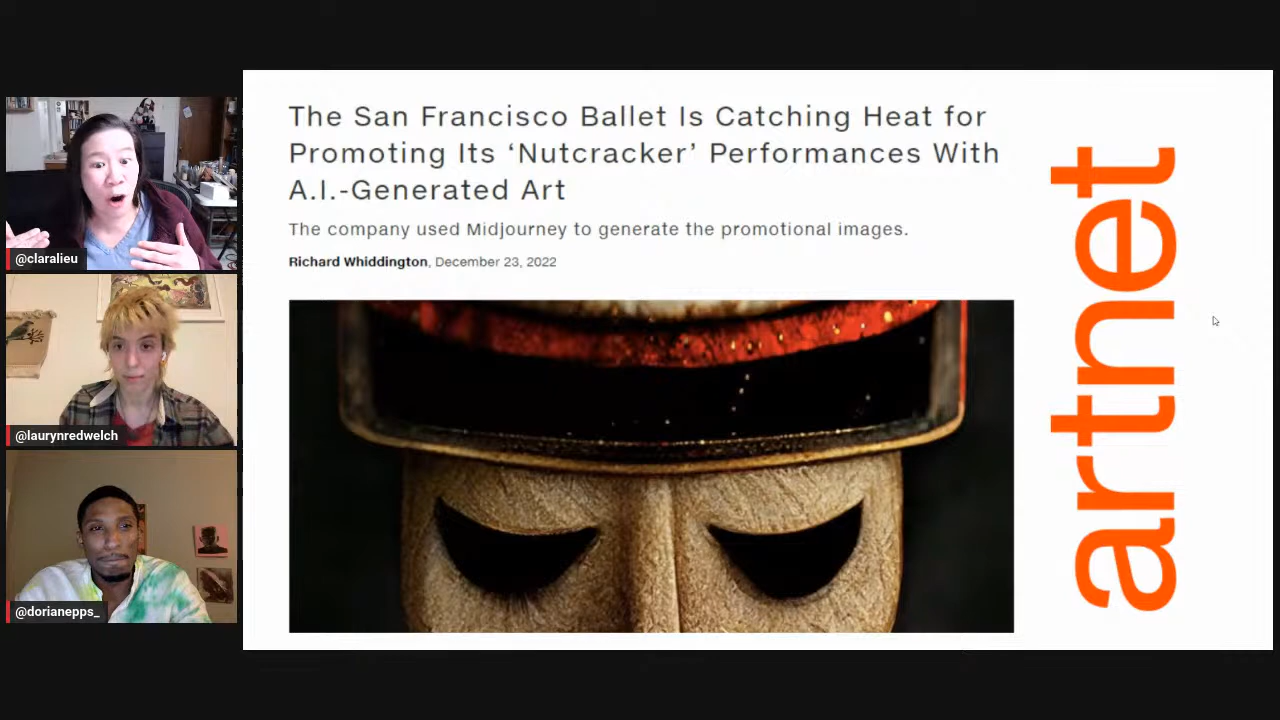 The San Francisco Ballet Is Catching Heat for
Promoting Its ‘Nutcracker’ Performances With
A.I.-Generated Art
The company used Midjourney to generate the promotional images.
Richard Whiddington, December 23, 2022
artnet
@claralieu
@laurynredwelch
@dorianepps_